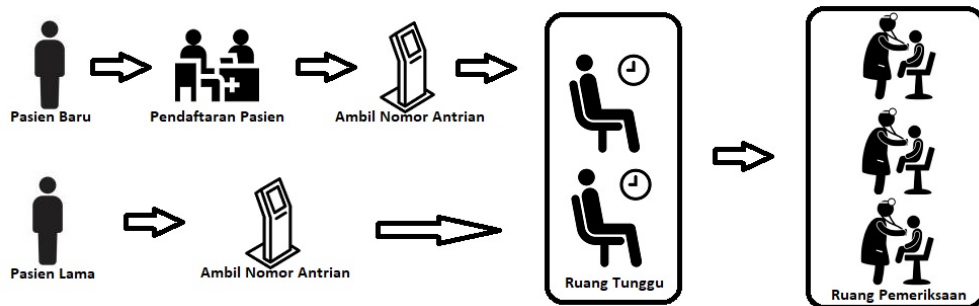 Pasien Baru
Pendaftaran Pasien
Ambil Nomor Antrian
Pasien Lama
Ambil Nomor Antrian
Ruang Tunggu
Ruang Pemeriksaan